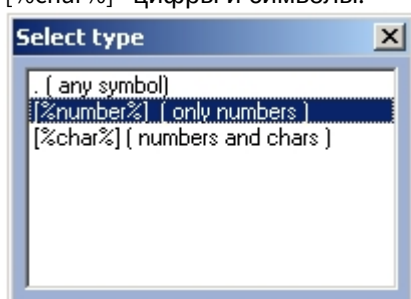 [%char%] - цифры и символы.
Select type
. ( any symbol)
[%number%] ( only numbers )
[%char%] ( numbers and chars )